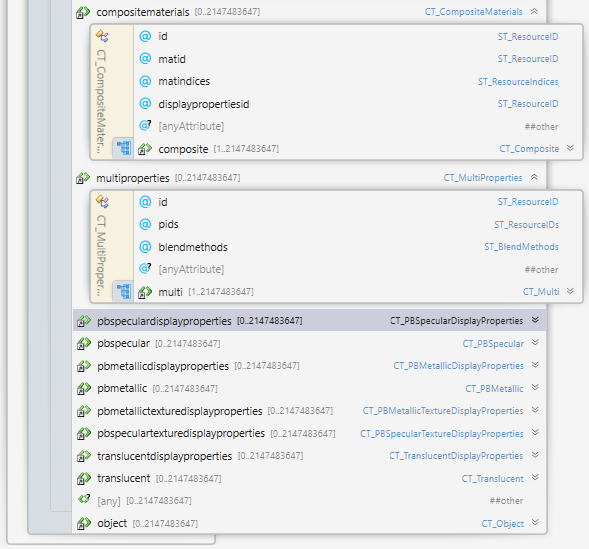 compositematerials [0..2147483647] CT_CompositeMaterials
CT_CompositeMater...
id ST_ResourceID
matid ST_ResourceID
matindices ST_ResourceIndices
displaypropertiesid ST_ResourceID
[anyAttribute] ##other
composite [1..2147483647] CT_Composite
multiproperties [0..2147483647] CT_MultiProperties
CT_MultiProper...
id ST_ResourceID
pids ST_ResourceIDs
blendmethods ST_BlendMethods
[anyAttribute] ##other
multi [1..2147483647] CT_Multi
pbspeculardisplayproperties [0..2147483647] CT_PBSpecularDisplayProperties
pbspecular [0..2147483647] CT_PBSpecular
pbmetallicdisplayproperties [0..2147483647] CT_PBMetallicDisplayProperties
pbmetallic [0..2147483647] CT_PBMetallic
pbmetallictexturedisplayproperties [0..2147483647] CT_PBMetallicTextureDisplayProperties
pbspeculartexturedisplayproperties [0..2147483647] CT_PBSpecularTextureDisplayProperties
translucentdisplayproperties [0..2147483647] CT_TranslucentDisplayProperties
translucent [0..2147483647] CT_Translucent
[any] [0..2147483647] ##other
object [0..2147483647] CT_Object